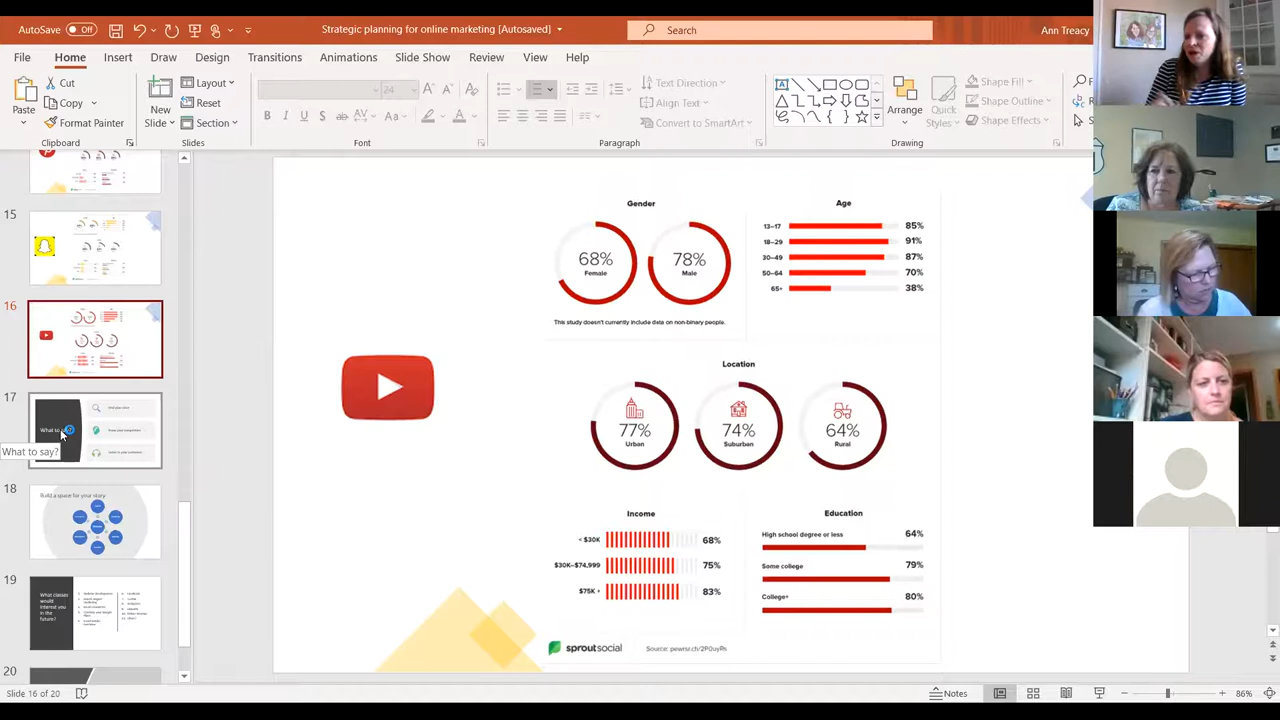 AutoSave Off
Strategic planning for online marketing [Autosaved]
Search
Ann Treacy
File Home Insert Draw Design Transitions Animations Slide Show Review View Help
Paste
Cut
Copy
Format Painter
Clipboard
New
Slide
Layout
Reset
Section
Slides
24
Font
Text Direction
Align Text
Convert to SmartArt
Paragraph
Arrange
Quick
Styles
Shape Fill
Shape Outline
Shape Effects
Drawing
15
16
17
What to say?
18
Build a space for your story
19
What classes
would
interest you
in the
future?
20
Gender
68%
Female
78%
Male
This study doesn't currently include data on non-binary people.
Age
13–17 85%
18–29 91%
30–49 87%
50–64 70%
65+ 38%
Location
77%
Urban
74%
Suburban
64%
Rural
Income
< $30K 68%
$30K–$74,999 75%
$75K + 83%
Education
High school degree or less 64%
Some college 79%
College+ 80%
sproutsocial
Slide 16 of 20
Notes
86%